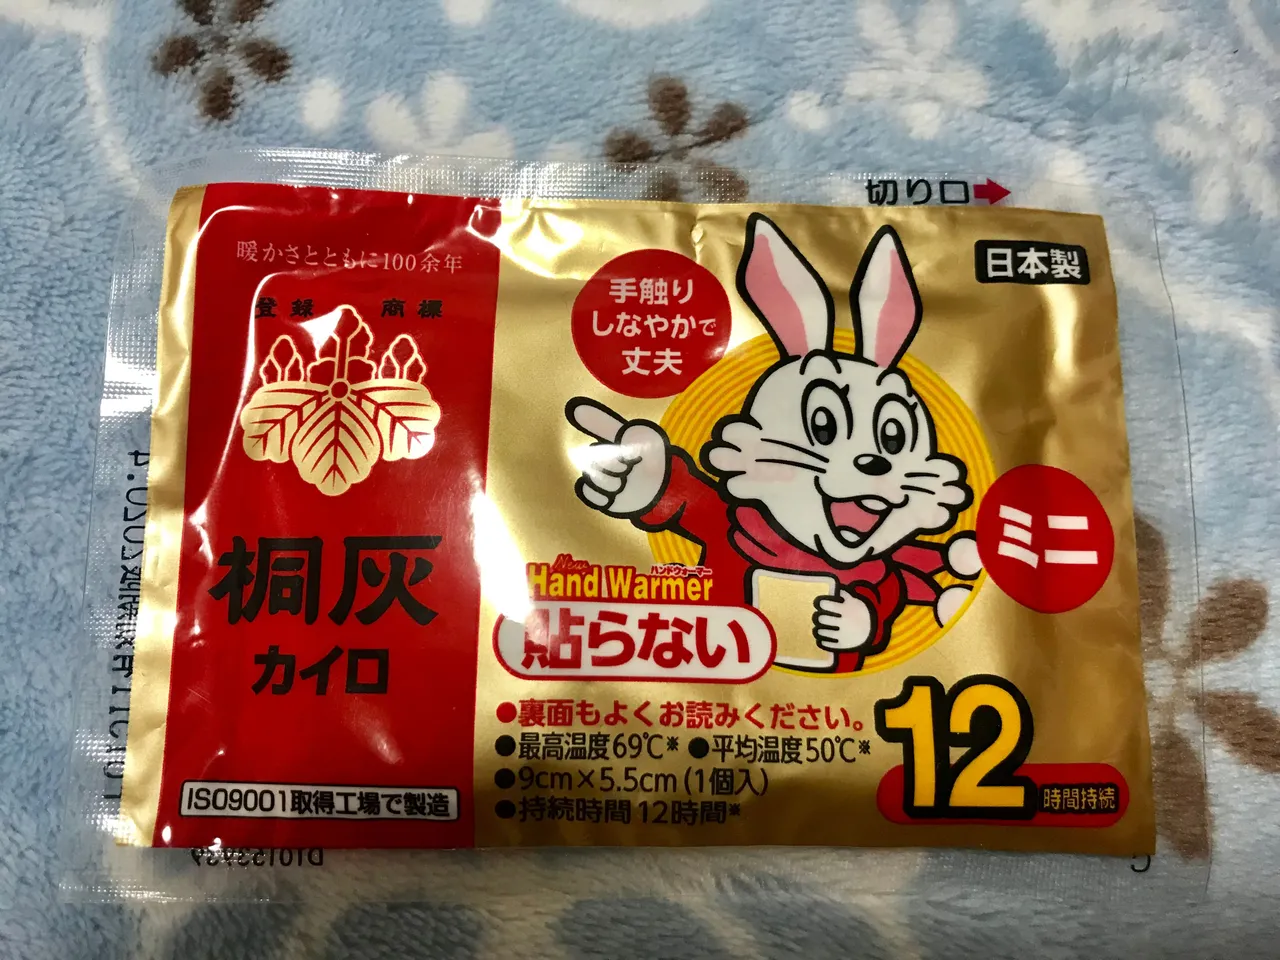 切り口
暖かさとともに100余年
登録 商標
桐灰
カイロ
ISO9001取得工場で製造
日本製
手触り
しなやかで
丈夫
ミニ
New
Hand Warmer
ハンドウォーマー
貼らない
●裏面もよくお読みください。
●最高温度69℃※ ●平均温度50℃※
●9cm×5.5cm(1個入)
●持続時間12時間※
12
時間持続